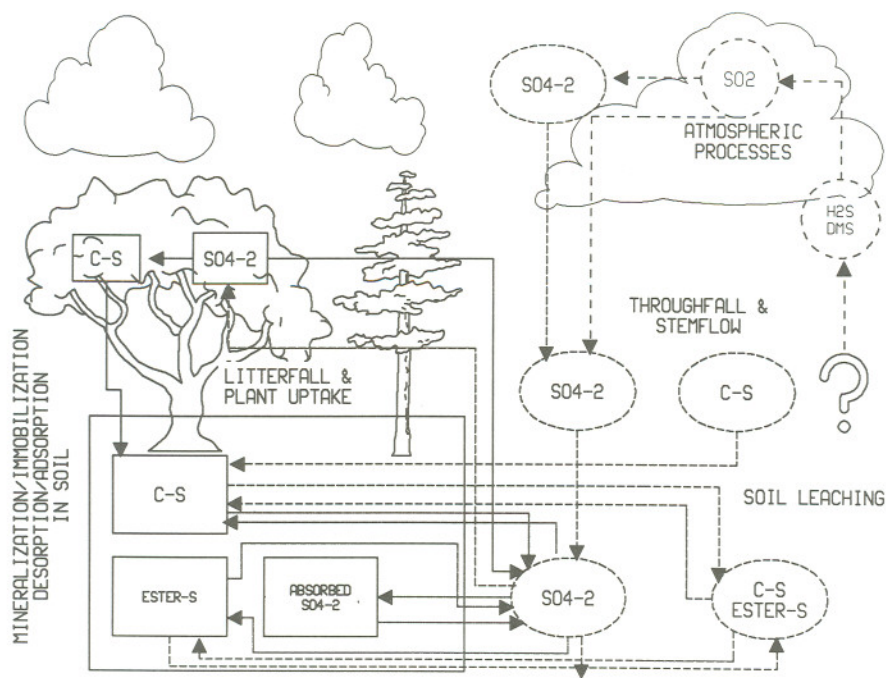 SO4-2
SO2
ATMOSPHERIC
PROCESSES
H2S
DMS
C-S
SO4-2
THROUGHFALL &
STEMFLOW
LITTERFALL &
PLANT UPTAKE
SO4-2
C-S
?
MINERALIZATION/IMMOBILIZATION
DESORPTION/ADSORPTION
IN SOIL
C-S
SOIL LEACHING
ESTER-S
ABSORBED
SO4-2
SO4-2
C-S
ESTER-S